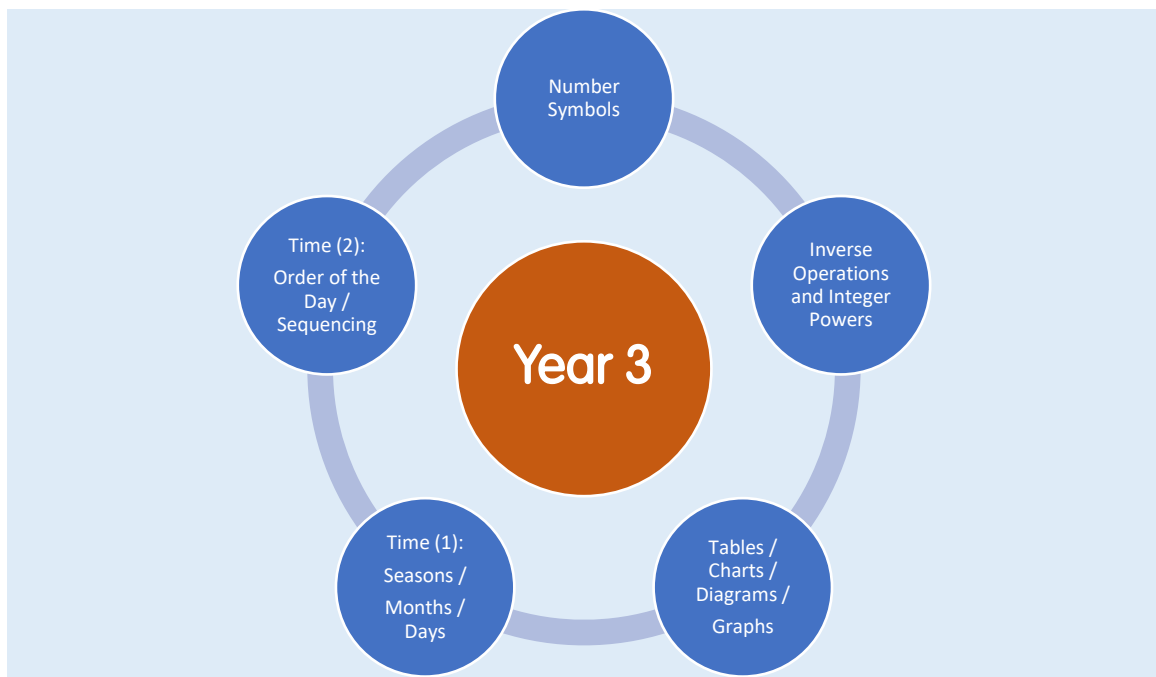 Number
Symbols
Inverse
Operations
and Integer
Powers
Tables /
Charts /
Diagrams /
Graphs
Time (1):
Seasons /
Months /
Days
Time (2):
Order of the
Day /
Sequencing
Year 3